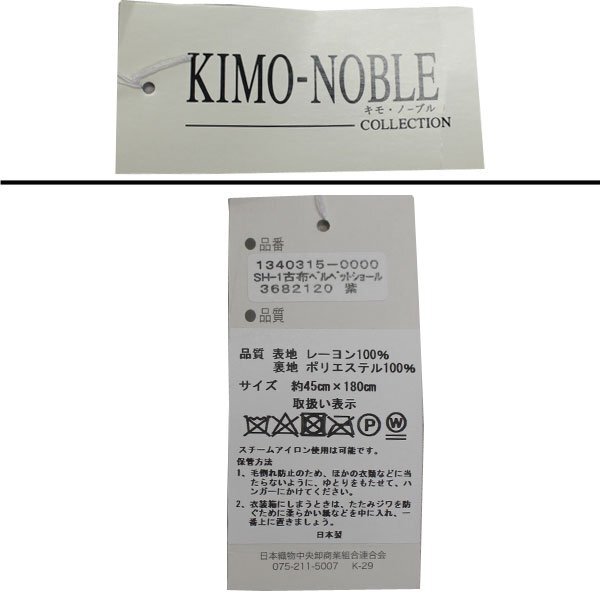 KIMO-NOBLE
キモ・ノーブル
COLLECTION
●品番
1340315-0000
SH-1古布ベルベットショール
3682120 紫
●品質
品質 表地 レーヨン100%
裏地 ポリエステル100%
サイズ 約45cm×180cm
取扱い表示
P W
スチームアイロン使用は可能です。
保管方法
1、毛倒れ防止のため、ほかの衣類などに当
たらないように、ゆとりをもたせて、ハ
ンガーにかけてください。
2、衣装箱にしまうときは、たたみジワを防
ぐために柔らかい紙などを中に入れ、一
番上に置きましょう。
日本製
日本織物中央卸商業組合連合会
075-211-5007 K-29